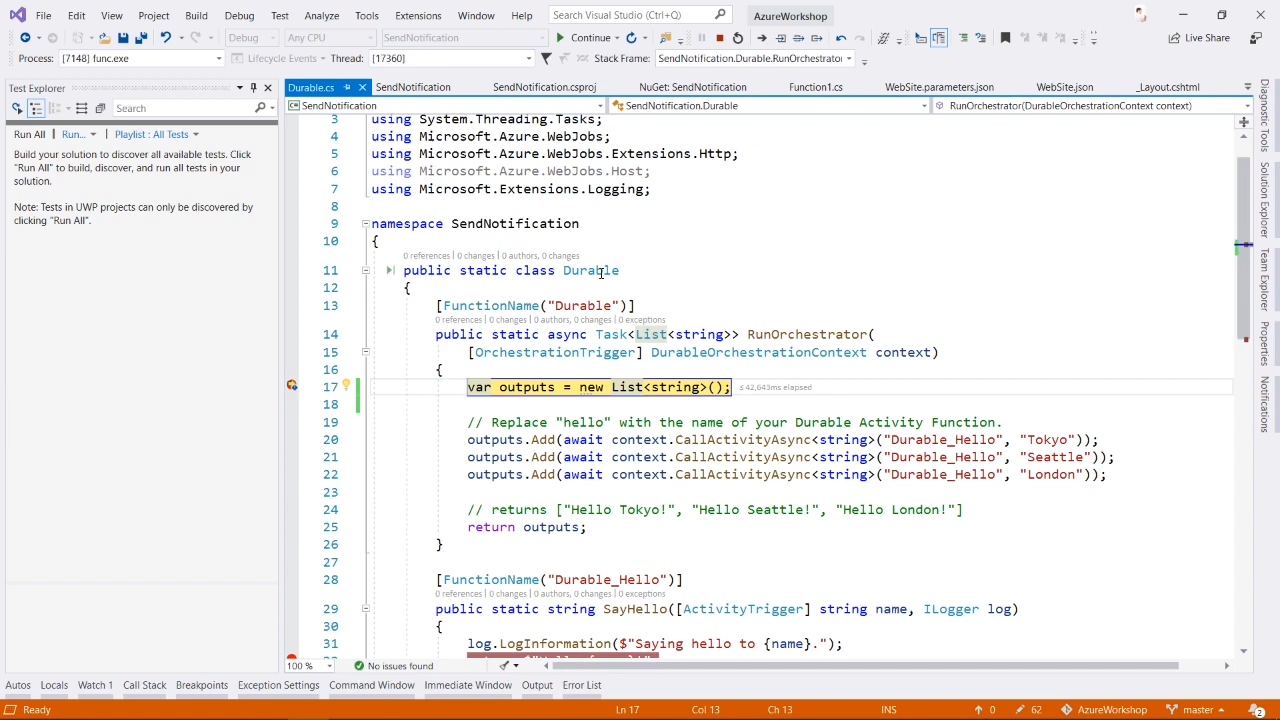 File Edit View Project Build Debug Test Analyze Tools Extensions Window Help Search Visual Studio (Ctrl+Q) AzureWorkshop
Debug Any CPU SendNotification Continue Live Share
Process: [7148] func.exe Lifecycle Events Thread: [17360] Stack Frame: SendNotification.Durable.RunOrchestrator
Test Explorer
Search
Run All Run... Playlist : All Tests
Build your solution to discover all available tests. Click
"Run All" to build, discover, and run all tests in your
solution.
Note: Tests in UWP projects can only be discovered by
clicking "Run All".
Durable.cs SendNotification SendNotification.csproj NuGet: SendNotification Function1.cs WebSite.parameters.json WebSite.json _Layout.cshtml
SendNotification SendNotification.Durable RunOrchestrator(DurableOrchestrationContext context)
3 using System.Threading.Tasks;
4 using Microsoft.Azure.WebJobs;
5 using Microsoft.Azure.WebJobs.Extensions.Http;
6 using Microsoft.Azure.WebJobs.Host;
7 using Microsoft.Extensions.Logging;
8
9 namespace SendNotification
10 {
0 references | 0 changes | 0 authors, 0 changes
11 public static class Durable
12 {
13 [FunctionName("Durable")]
0 references | 0 changes | 0 authors, 0 changes | 0 exceptions
14 public static async Task<List<string>> RunOrchestrator(
15 [OrchestrationTrigger] DurableOrchestrationContext context)
16 {
17 var outputs = new List<string>(); ≤ 42,643ms elapsed
18
19 // Replace "hello" with the name of your Durable Activity Function.
20 outputs.Add(await context.CallActivityAsync<string>("Durable_Hello", "Tokyo"));
21 outputs.Add(await context.CallActivityAsync<string>("Durable_Hello", "Seattle"));
22 outputs.Add(await context.CallActivityAsync<string>("Durable_Hello", "London"));
23
24 // returns ["Hello Tokyo!", "Hello Seattle!", "Hello London!"]
25 return outputs;
26 }
27
28 [FunctionName("Durable_Hello")]
0 references | 0 changes | 0 authors, 0 changes | 0 exceptions
29 public static string SayHello([ActivityTrigger] string name, ILogger log)
30 {
31 log.LogInformation($"Saying hello to {name}.");
100 % No issues found
Autos Locals Watch 1 Call Stack Breakpoints Exception Settings Command Window Immediate Window Output Error List
Ready Ln 17 Col 13 Ch 13 INS 0 62 AzureWorkshop master 2
Diagnostic Tools
Solution Explorer
Team Explorer
Properties
Notifications